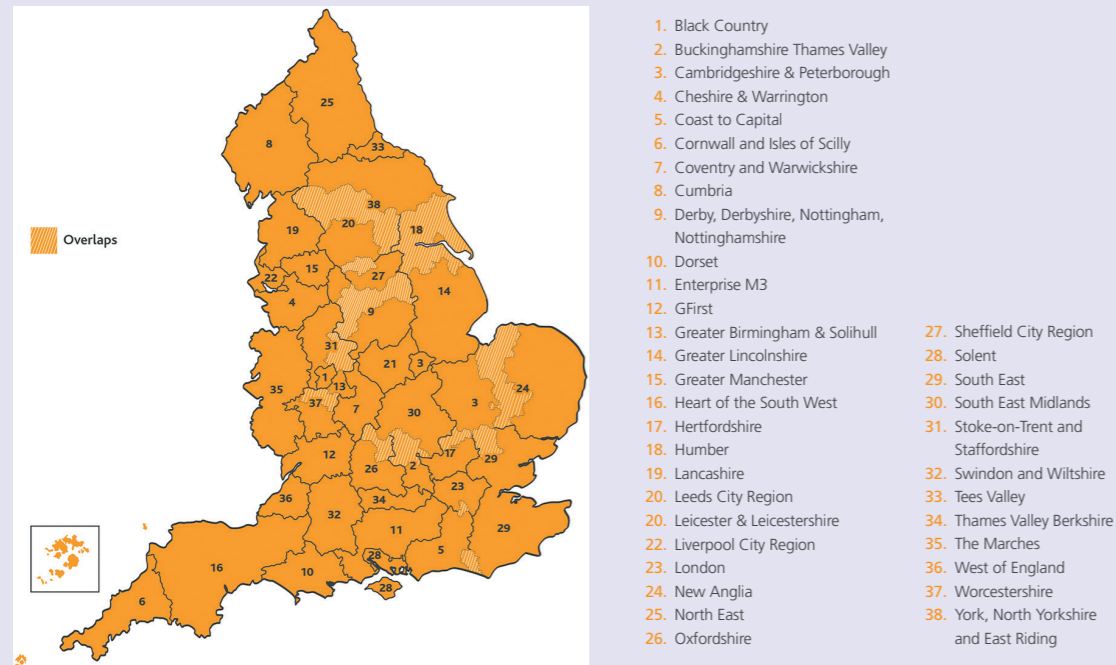 25
8
33
38
20
18
19
Overlaps
15
27
22
14
4
9
31
21
3
1
13
35
24
37
7
30
3
12
17
29
26
2
23
36
34
32
11
29
5
28
16
10
28
6
1. Black Country
2. Buckinghamshire Thames Valley
3. Cambridgeshire & Peterborough
4. Cheshire & Warrington
5. Coast to Capital
6. Cornwall and Isles of Scilly
7. Coventry and Warwickshire
8. Cumbria
9. Derby, Derbyshire, Nottingham,
Nottinghamshire
10. Dorset
11. Enterprise M3
12. GFirst
13. Greater Birmingham & Solihull
14. Greater Lincolnshire
15. Greater Manchester
16. Heart of the South West
17. Hertfordshire
18. Humber
19. Lancashire
20. Leeds City Region
20. Leicester & Leicestershire
22. Liverpool City Region
23. London
24. New Anglia
25. North East
26. Oxfordshire
27. Sheffield City Region
28. Solent
29. South East
30. South East Midlands
31. Stoke-on-Trent and
Staffordshire
32. Swindon and Wiltshire
33. Tees Valley
34. Thames Valley Berkshire
35. The Marches
36. West of England
37. Worcestershire
38. York, North Yorkshire
and East Riding